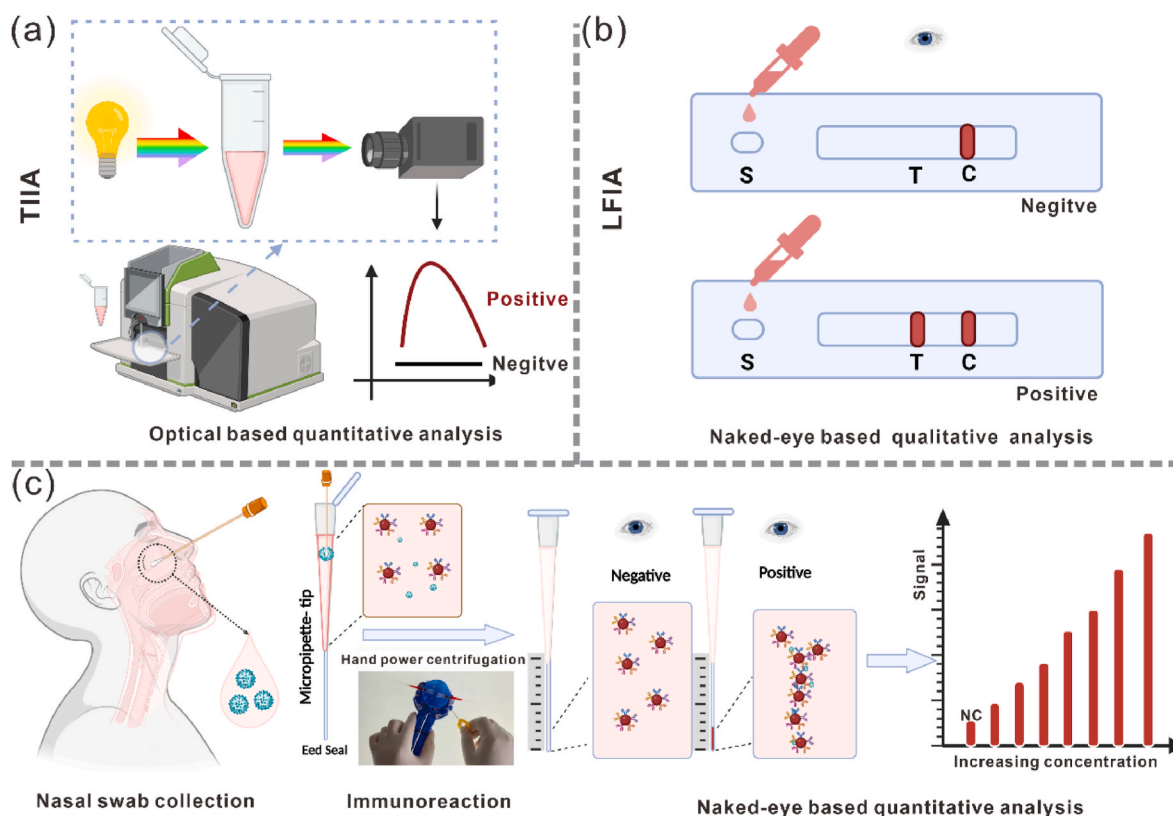 (a)
TIIA
Positive
Negitve
Optical based quantitative analysis
(b)
LFIA
S
T
C
Negitve
S
T
C
Positive
Naked-eye based qualitative analysis
(c)
Micropipette- tip
Eed Seal
Hand power centrifugation
Negative
Positive
Signal
NC
Increasing concentration
Nasal swab collection
Immunoreaction
Naked-eye based quantitative analysis